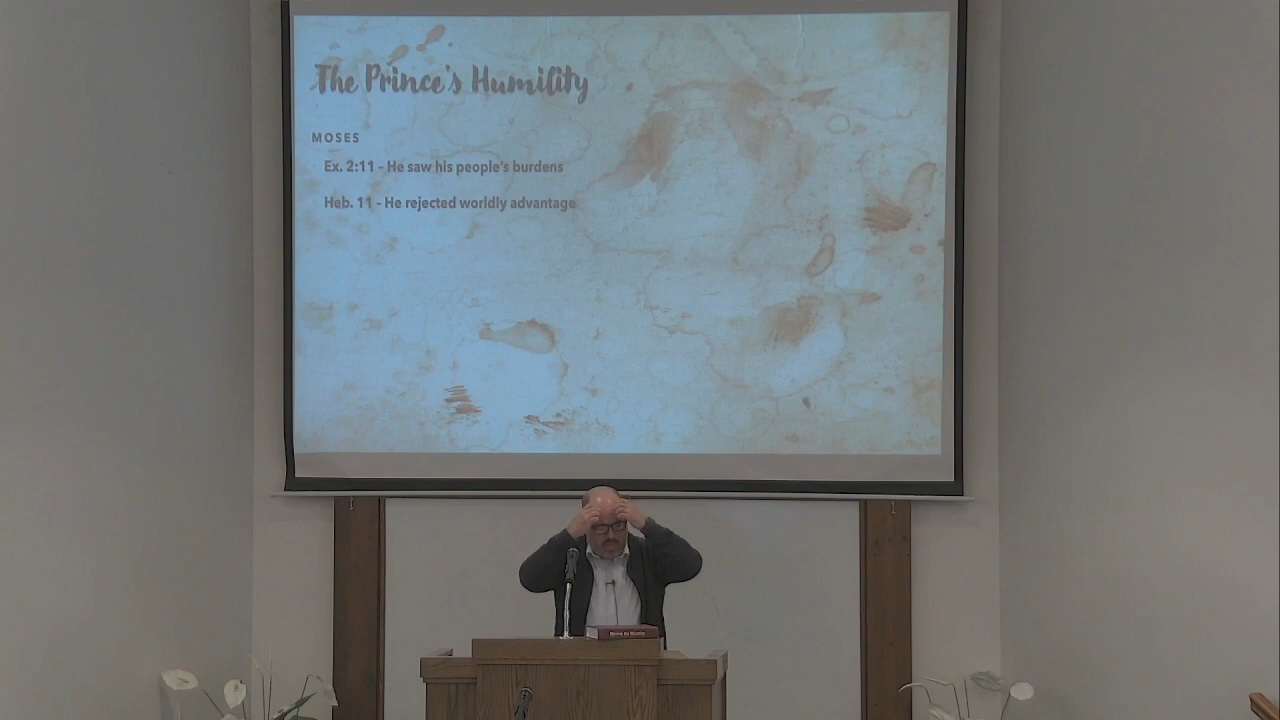 The Prince's Humility
MOSES
Ex. 2:11 - He saw his people's burdens
Heb. 11 - He rejected worldly advantage